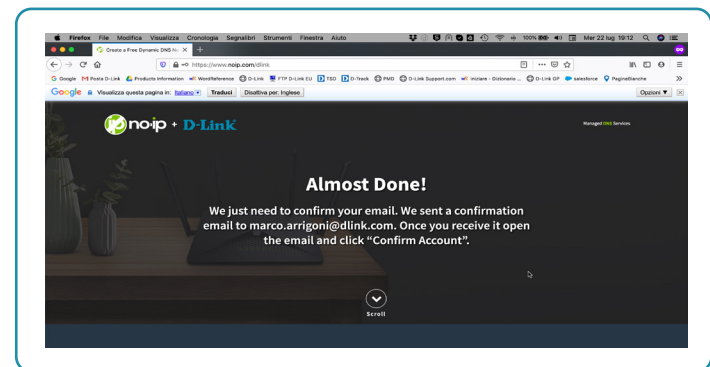 Firefox File Modifica Visualizza Cronologia Segnalibri Strumenti Finestra Aiuto 100% Mer 22 lug 19:12
Create a Free Dynamic DNS No
https://www.noip.com/dlink
Google Posta D-Link Products Information WordReference D-Link FTP D-Link EU TSD D-Track PMD D-Link Support.com iniziare - Dizionario ... D-Link GP salesforce PagineBianche
Google Visualizza questa pagina in: Italiano Traduci Disattiva per: Inglese Opzioni
no-ip + D-Link
Managed DNS Services
Almost Done!
We just need to confirm your email. We sent a confirmation
email to marco.arrigoni@dlink.com. Once you receive it open
the email and click “Confirm Account”.
Scroll